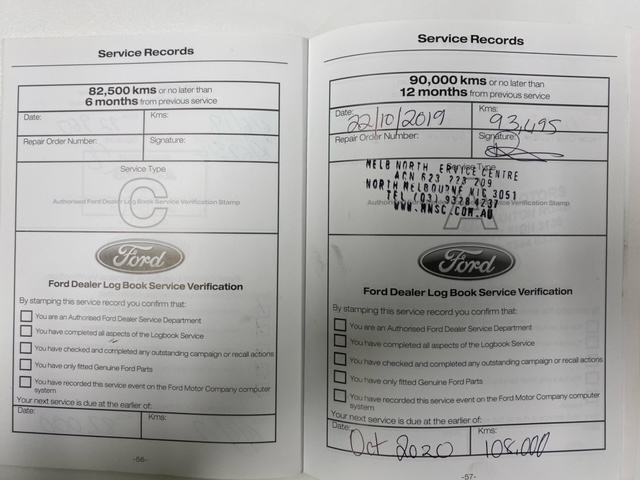 Service Records
82,500 kms or no later than
6 months from previous service
Date:
Kms:
Repair Order Number:
Signature:
Service Type
C
Authorised Ford Dealer Log Book Service Verification Stamp
Ford
Ford Dealer Log Book Service Verification
By stamping this service record you confirm that:
You are an Authorised Ford Dealer Service Department
You have completed all aspects of the Logbook Service
You have checked and completed any outstanding campaign or recall actions
You have only fitted Genuine Ford Parts
You have recorded this service event on the Ford Motor Company computer
system
Your next service is due at the earlier of:
Date:
Kms:
-56-
Service Records
90,000 kms or no later than
12 months from previous service
Date: 22/10/2019
Kms: 93,495
Repair Order Number:
Signature:
Service Type
MELB NORTH ERVICE CENTRE
ACN 623 223 209
NORTH MELBOURNE VIC 3051
TEL (03) 9328 4237
WWW.MNSC.COM.AU
A
Ford
Ford Dealer Log Book Service Verification
By stamping this service record you confirm that:
You are an Authorised Ford Dealer Service Department
You have completed all aspects of the Logbook Service
You have checked and completed any outstanding campaign or recall actions
You have only fitted Genuine Ford Parts
You have recorded this service event on the Ford Motor Company computer
system
Your next service is due at the earlier of:
Date: Oct 2020
Kms: 108,000
-57-